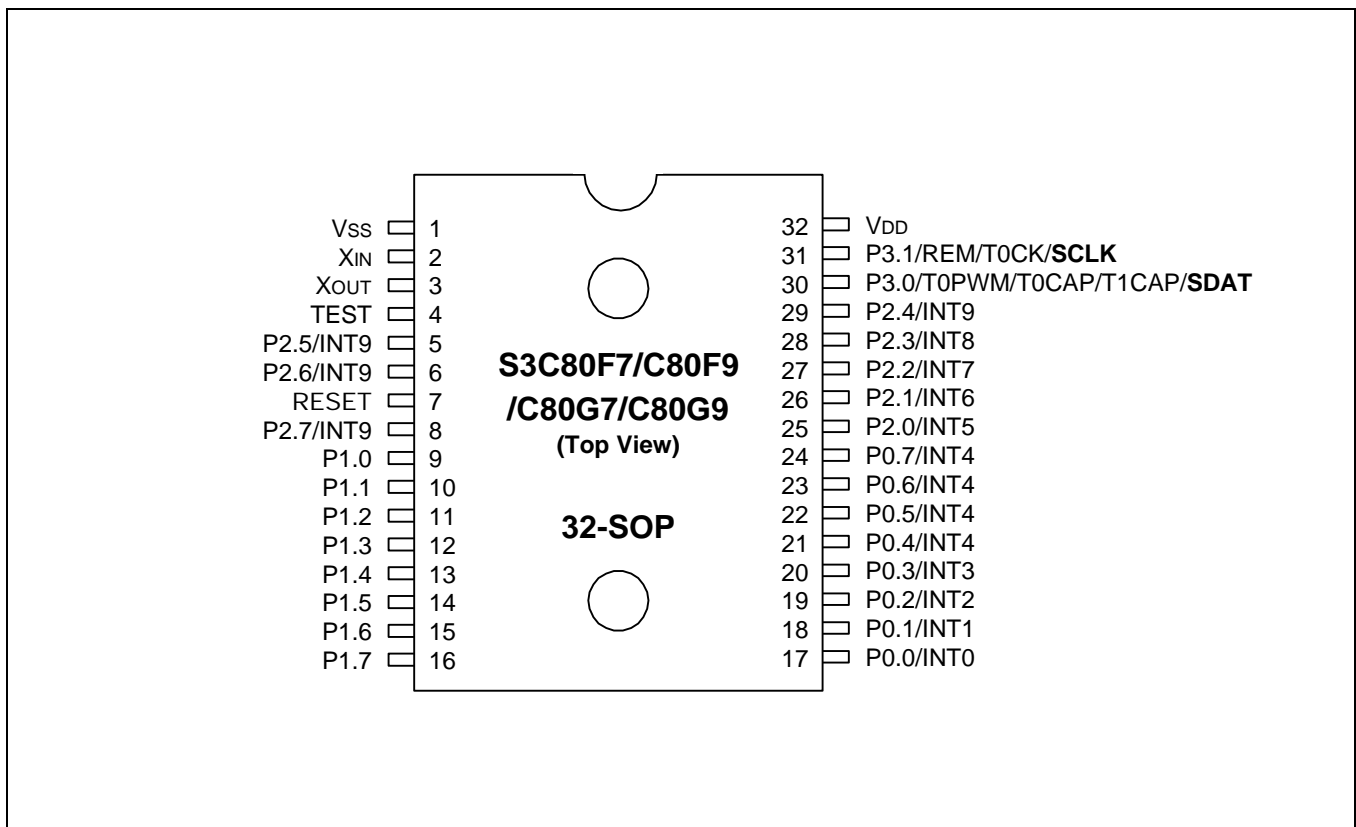 VSS 1
XIN 2
XOUT 3
TEST 4
P2.5/INT9 5
P2.6/INT9 6
RESET 7
P2.7/INT9 8
P1.0 9
P1.1 10
P1.2 11
P1.3 12
P1.4 13
P1.5 14
P1.6 15
P1.7 16
S3C80F7/C80F9
/C80G7/C80G9
(Top View)
32-SOP
32 VDD
31 P3.1/REM/T0CK/SCLK
30 P3.0/T0PWM/T0CAP/T1CAP/SDAT
29 P2.4/INT9
28 P2.3/INT8
27 P2.2/INT7
26 P2.1/INT6
25 P2.0/INT5
24 P0.7/INT4
23 P0.6/INT4
22 P0.5/INT4
21 P0.4/INT4
20 P0.3/INT3
19 P0.2/INT2
18 P0.1/INT1
17 P0.0/INT0